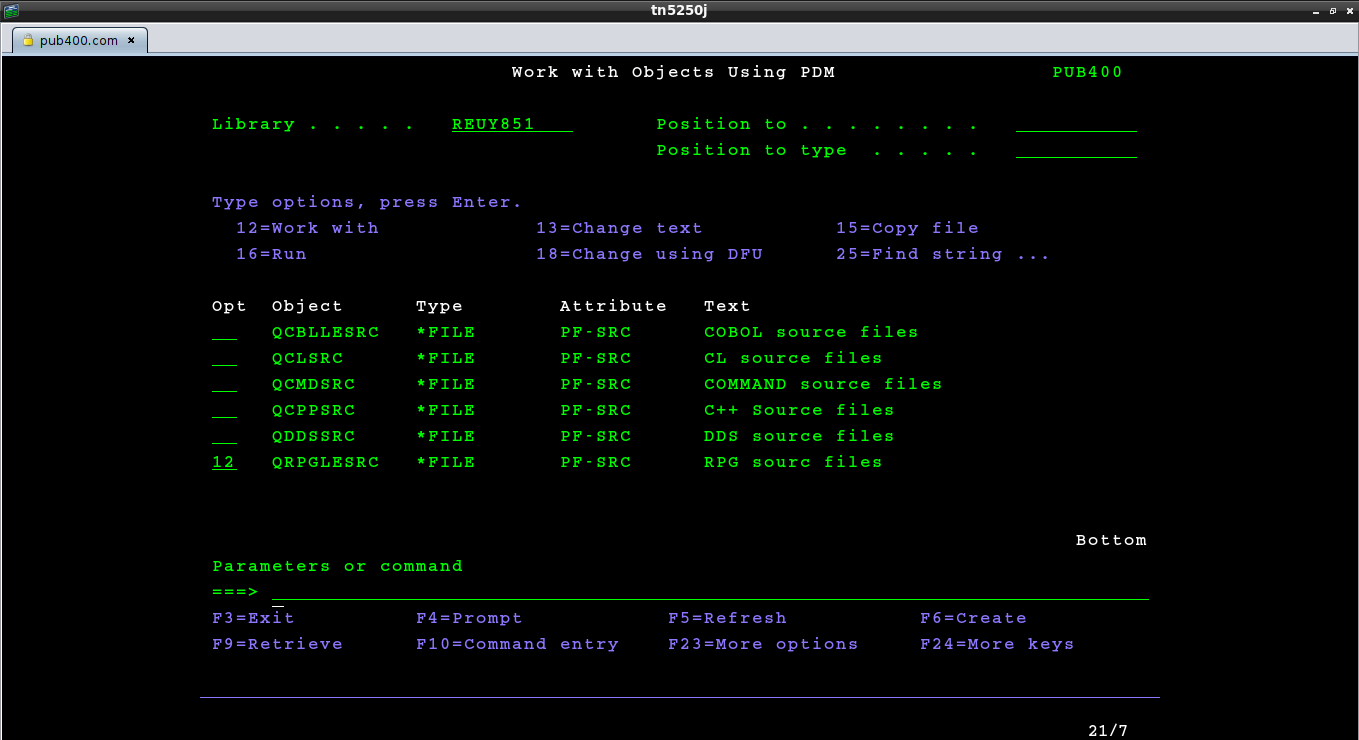 tn5250j
pub400.com
Work with Objects Using PDM PUB400
Library . . . . . REUY851 Position to . . . . . . . .
Position to type . . . . .
Type options, press Enter.
12=Work with 13=Change text 15=Copy file
16=Run 18=Change using DFU 25=Find string ...
Opt Object Type Attribute Text
QCBLLESRC *FILE PF-SRC COBOL source files
QCLSRC *FILE PF-SRC CL source files
QCMDSRC *FILE PF-SRC COMMAND source files
QCPPSRC *FILE PF-SRC C++ Source files
QDDSSRC *FILE PF-SRC DDS source files
12 QRPGLESRC *FILE PF-SRC RPG sourc files
Bottom
Parameters or command
===>
F3=Exit F4=Prompt F5=Refresh F6=Create
F9=Retrieve F10=Command entry F23=More options F24=More keys
21/7